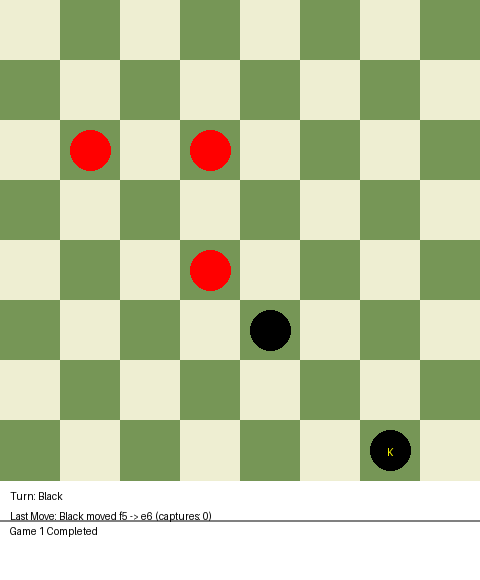 K
Turn: Black
Last Move: Black moved f5 -> e6 (captures: 0)
Game 1 Completed